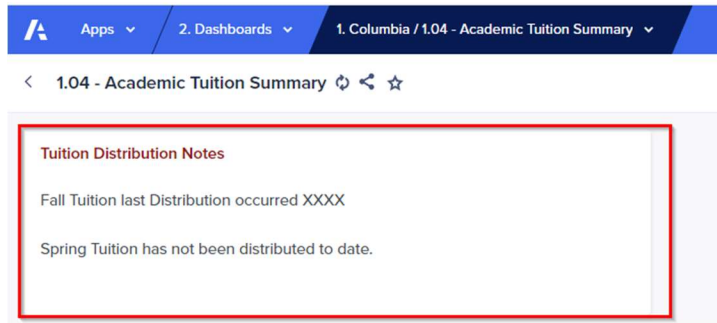 Apps
2. Dashboards
1. Columbia / 1.04 - Academic Tuition Summary
1.04 - Academic Tuition Summary
Tuition Distribution Notes
Fall Tuition last Distribution occurred XXXX
Spring Tuition has not been distributed to date.